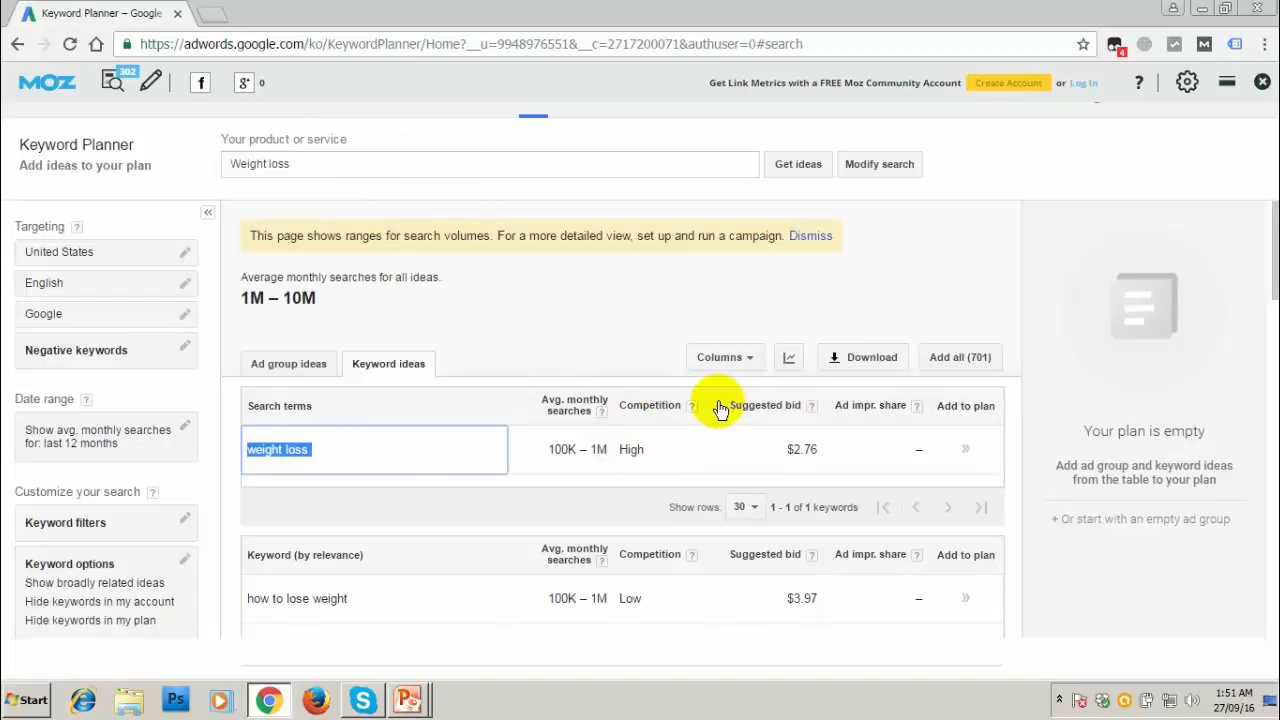 Keyword Planner – Google
https://adwords.google.com/ko/KeywordPlanner/Home?__u=9948976551&__c=2717200071&authuser=0#search
4
M
MOZ
302
f
g+ 0
Get Link Metrics with a FREE Moz Community Account Create Account or Log In
?
Keyword Planner
Add ideas to your plan
Your product or service
Weight loss
Get ideas
Modify search
Targeting ?
United States
English
Google
Negative keywords
Date range ?
Show avg. monthly searches
for: last 12 months
Customize your search ?
Keyword filters
Keyword options
Show broadly related ideas
Hide keywords in my account
Hide keywords in my plan
This page shows ranges for search volumes. For a more detailed view, set up and run a campaign. Dismiss
Average monthly searches for all ideas.
1M – 10M
Ad group ideas
Keyword ideas
Columns
Download
Add all (701)
Search terms
Avg. monthly
searches ?
Competition ?
Suggested bid ?
Ad impr. share ?
Add to plan
weight loss
100K – 1M
High
$2.76
–
»
Show rows: 30 1 - 1 of 1 keywords
Keyword (by relevance)
Avg. monthly
searches ?
Competition ?
Suggested bid ?
Ad impr. share ?
Add to plan
how to lose weight
100K – 1M
Low
$3.97
–
»
Your plan is empty
Add ad group and keyword ideas
from the table to your plan
+ Or start with an empty ad group
Start
Ps
1:51 AM
27/09/16